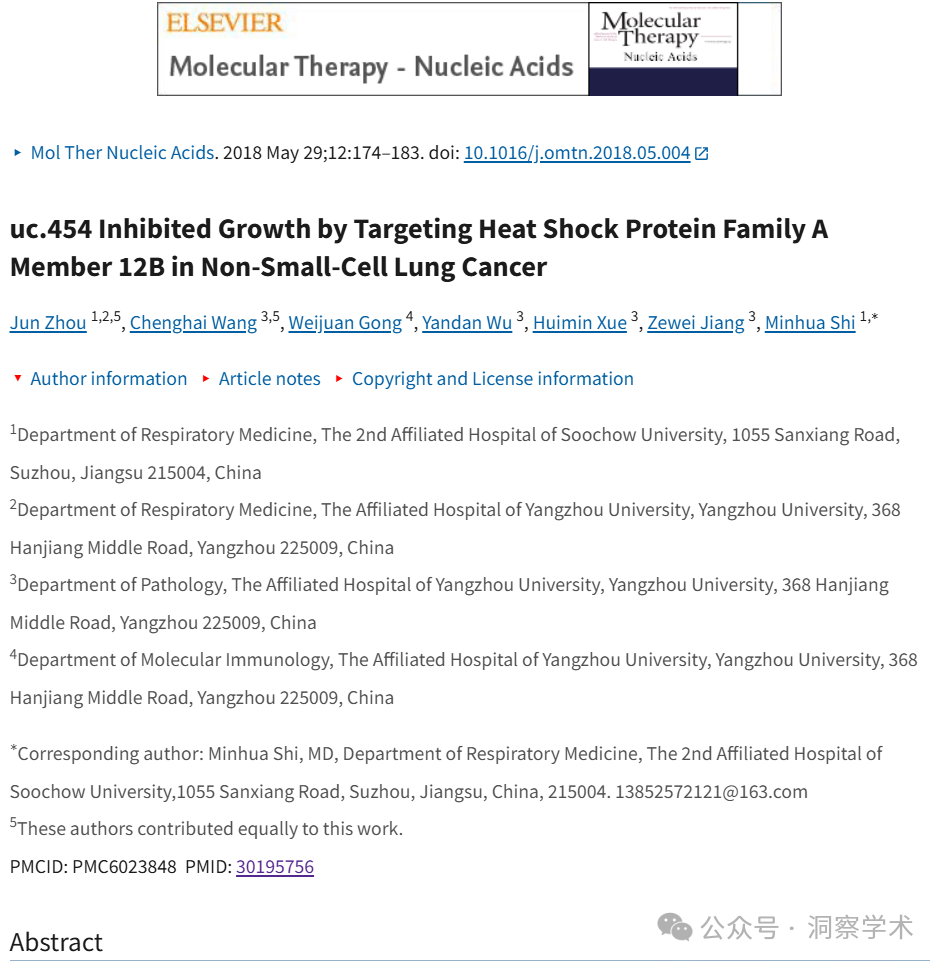 ELSEVIER
Molecular Therapy - Nucleic Acids
Molecular
Therapy
Nucleic Acids
Mol Ther Nucleic Acids. 2018 May 29;12:174–183. doi: 10.1016/j.omtn.2018.05.004
uc.454 Inhibited Growth by Targeting Heat Shock Protein Family A
Member 12B in Non-Small-Cell Lung Cancer
Jun Zhou 1,2,5, Chenghai Wang 3,5, Weijuan Gong 4, Yandan Wu 3, Huimin Xue 3, Zewei Jiang 3, Minhua Shi 1,*
Author information Article notes Copyright and License information
1Department of Respiratory Medicine, The 2nd Affiliated Hospital of Soochow University, 1055 Sanxiang Road,
Suzhou, Jiangsu 215004, China
2Department of Respiratory Medicine, The Affiliated Hospital of Yangzhou University, Yangzhou University, 368
Hanjiang Middle Road, Yangzhou 225009, China
3Department of Pathology, The Affiliated Hospital of Yangzhou University, Yangzhou University, 368 Hanjiang
Middle Road, Yangzhou 225009, China
4Department of Molecular Immunology, The Affiliated Hospital of Yangzhou University, Yangzhou University, 368
Hanjiang Middle Road, Yangzhou 225009, China
*Corresponding author: Minhua Shi, MD, Department of Respiratory Medicine, The 2nd Affiliated Hospital of
Soochow University,1055 Sanxiang Road, Suzhou, Jiangsu, China, 215004. 13852572121@163.com
5These authors contributed equally to this work.
PMCID: PMC6023848 PMID: 30195756
公众号 · 洞察学术
Abstract